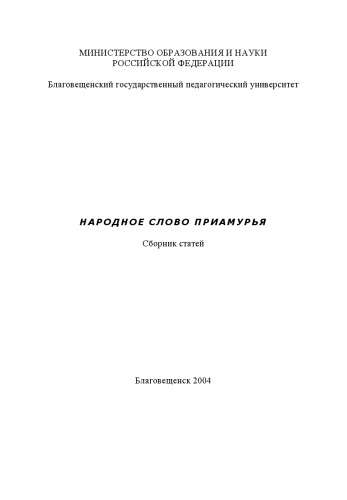 МИНИСТЕРСТВО ОБРАЗОВАНИЯ И НАУКИ
РОССИЙСКОЙ ФЕДЕРАЦИИ
Благовещенский государственный педагогический университет
НАРОДНОЕ СЛОВО ПРИАМУРЬЯ
Сборник статей
Благовещенск 2004